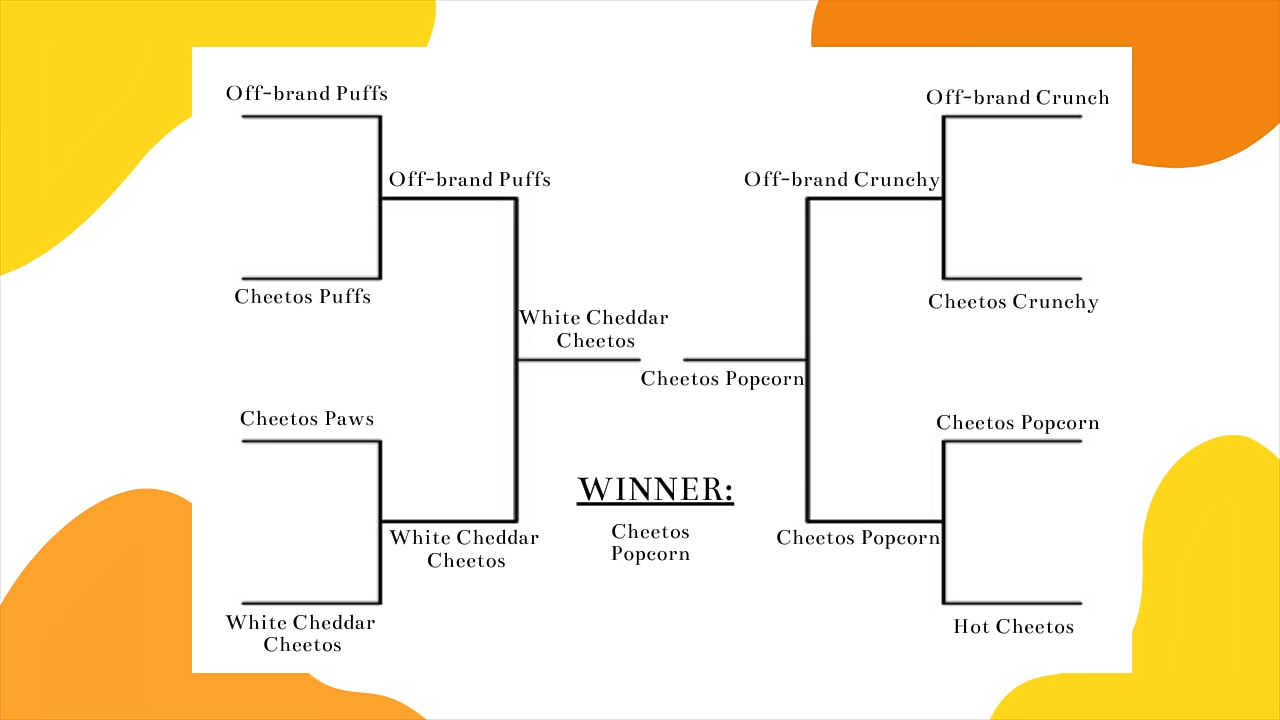 Off-brand Puffs
Off-brand Crunch
Off-brand Puffs
Off-brand Crunchy
Cheetos Puffs
Cheetos Crunchy
White Cheddar
Cheetos
Cheetos Popcorn
Cheetos Paws
Cheetos Popcorn
WINNER:
Cheetos
Popcorn
White Cheddar
Cheetos
Cheetos Popcorn
White Cheddar
Cheetos
Hot Cheetos